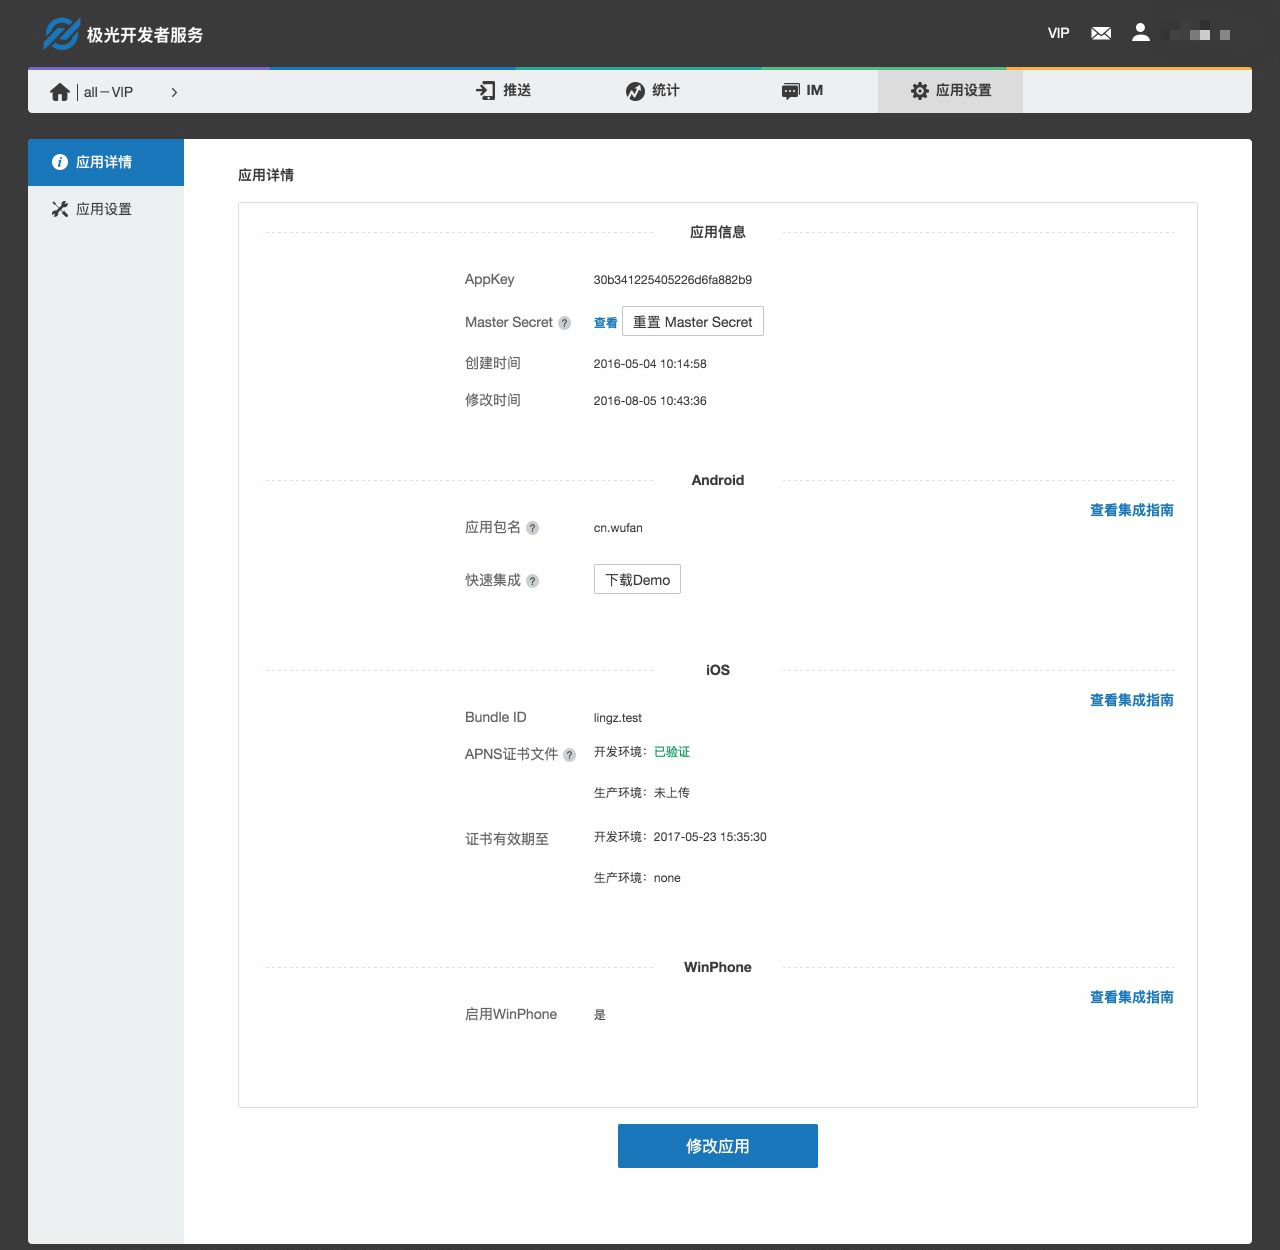 极光开发者服务
VIP
all－VIP
推送
统计
IM
应用设置
应用详情
应用设置
应用详情
应用信息
AppKey 30b341225405226d6fa882b9
Master Secret ? 查看 重置 Master Secret
创建时间 2016-05-04 10:14:58
修改时间 2016-08-05 10:43:36
Android
查看集成指南
应用包名 ? cn.wufan
快速集成 ? 下载Demo
iOS
查看集成指南
Bundle ID lingz.test
APNS证书文件 ? 开发环境：已验证
生产环境：未上传
证书有效期至 开发环境：2017-05-23 15:35:30
生产环境：none
WinPhone
查看集成指南
启用WinPhone 是
修改应用